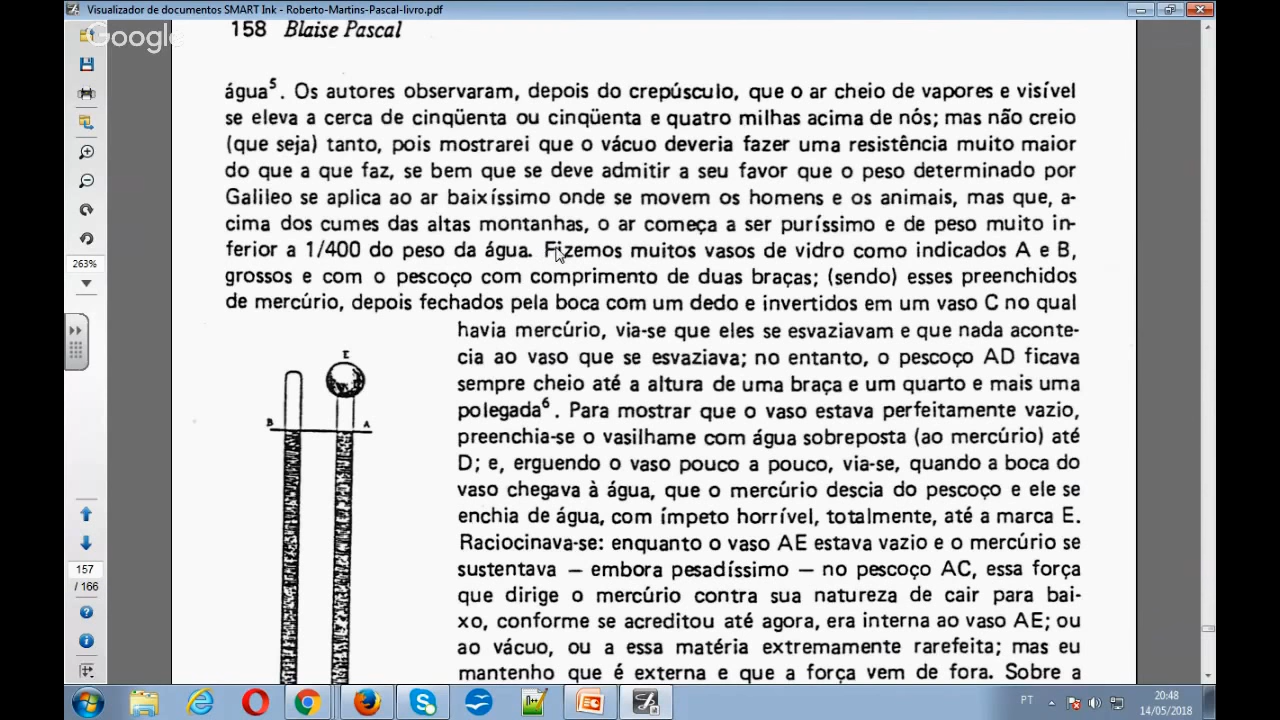 Visualizador de documentos SMART Ink - Roberto-Martins-Pascal-livro.pdf
Google
158 Blaise Pascal
água⁵. Os autores observaram, depois do crepúsculo, que o ar cheio de vapores e visível
se eleva a cerca de cinqüenta ou cinqüenta e quatro milhas acima de nós; mas não creio
(que seja) tanto, pois mostrarei que o vácuo deveria fazer uma resistência muito maior
do que a que faz, se bem que se deve admitir a seu favor que o peso determinado por
Galileo se aplica ao ar baixíssimo onde se movem os homens e os animais, mas que, a-
cima dos cumes das altas montanhas, o ar começa a ser puríssimo e de peso muito in-
ferior a 1/400 do peso da água. Fizemos muitos vasos de vidro como indicados A e B,
grossos e com o pescoço com comprimento de duas braças; (sendo) esses preenchidos
de mercúrio, depois fechados pela boca com um dedo e invertidos em um vaso C no qual
havia mercúrio, via-se que eles se esvaziavam e que nada aconte-
cia ao vaso que se esvaziava; no entanto, o pescoço AD ficava
sempre cheio até a altura de uma braça e um quarto e mais uma
polegada⁶. Para mostrar que o vaso estava perfeitamente vazio,
preenchia-se o vasilhame com água sobreposta (ao mercúrio) até
D; e, erguendo o vaso pouco a pouco, via-se, quando a boca do
vaso chegava à água, que o mercúrio descia do pescoço e ele se
enchia de água, com ímpeto horrível, totalmente, até a marca E.
Raciocinava-se: enquanto o vaso AE estava vazio e o mercúrio se
sustentava — embora pesadíssimo — no pescoço AC, essa força
que dirige o mercúrio contra sua natureza de cair para bai-
xo, conforme se acreditou até agora, era interna ao vaso AE; ou
ao vácuo, ou a essa matéria extremamente rarefeita; mas eu
mantenho que é externa e que a força vem de fora. Sobre a
E
B
A
263%
157
/ 166
PT
20:48
14/05/2018